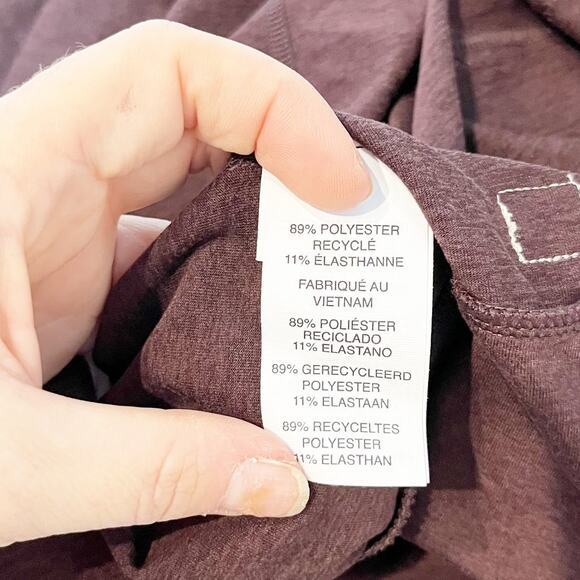 89% POLYESTER
RECYCLÉ
11% ÉLASTHANNE
FABRIQUÉ AU
VIETNAM
89% POLIÉSTER
RECICLADO
11% ELASTANO
89% GERECYCLEERD
POLYESTER
11% ELASTAAN
89% RECYCELTES
POLYESTER
11% ELASTHAN